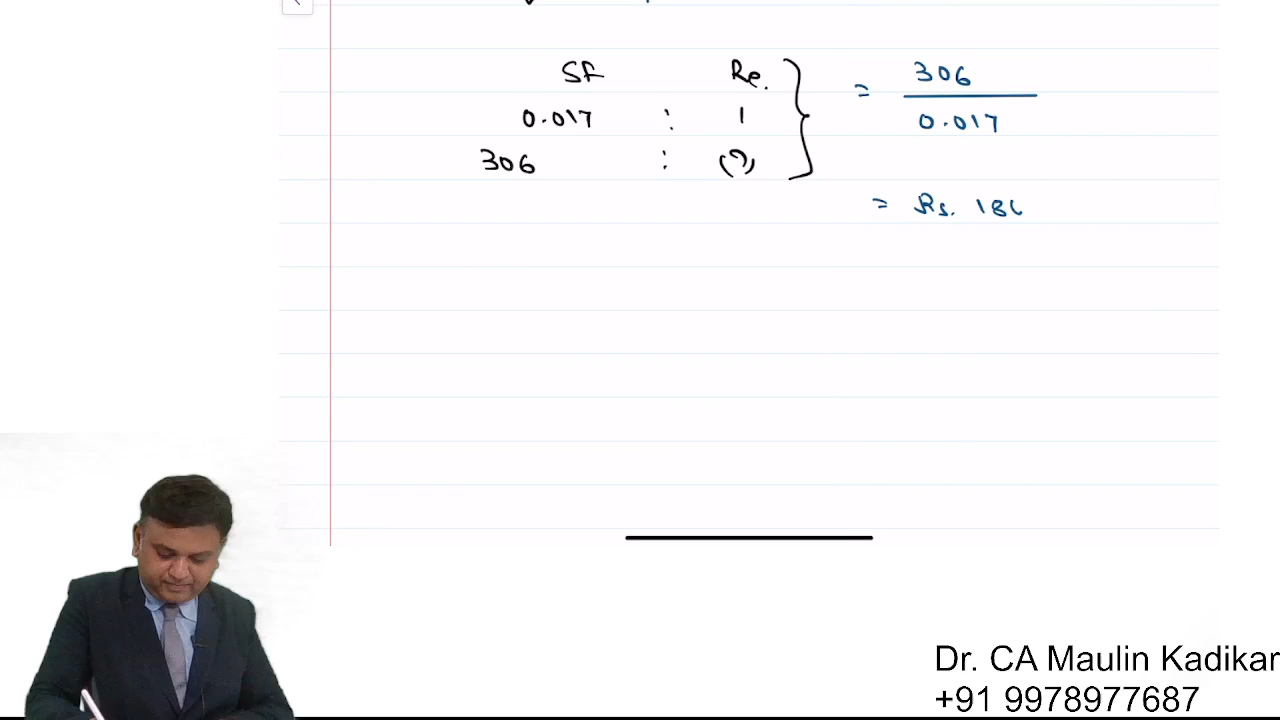 SF Re.
0.017 : 1
306 : (?)
= 306
0.017
= Rs. 18
Dr. CA Maulin Kadikar
+91 9978977687